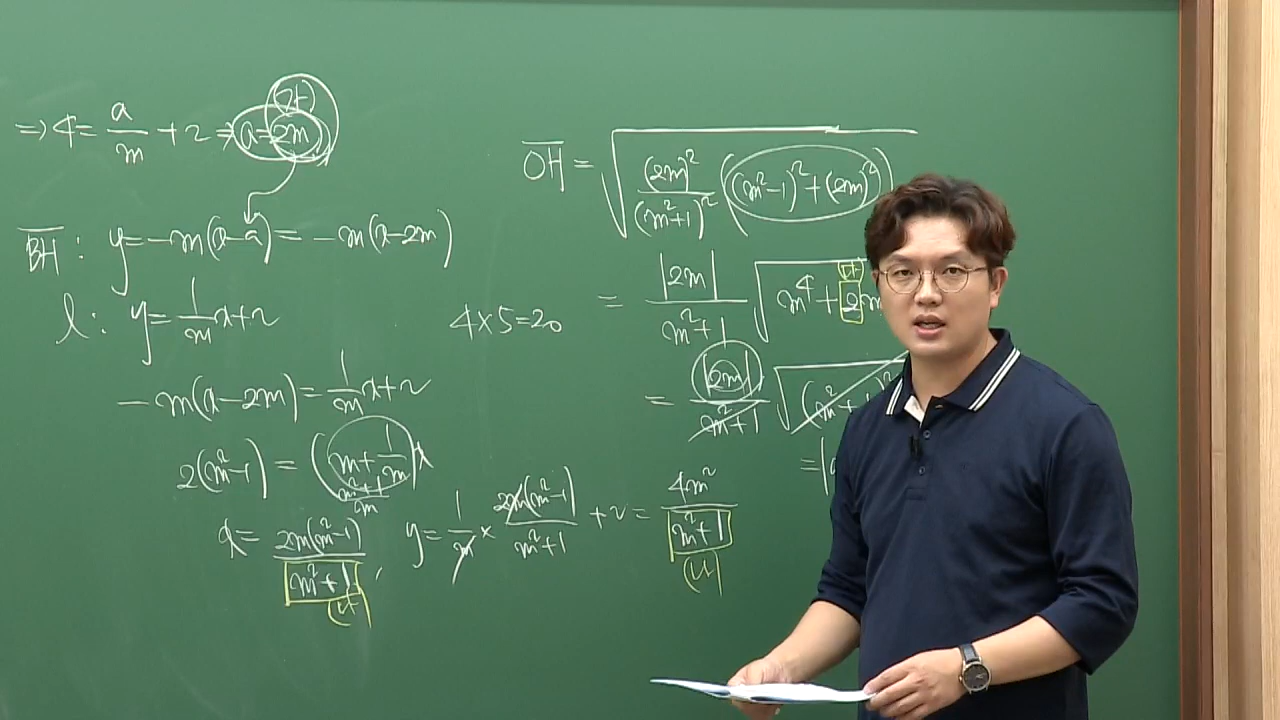 ⇒ 4 = a/m + 2 ⇒ a = 2m
(가)
BH : y = -m(x-a) = -m(x-2m)
l : y = 1/m x + 2
-m(x-2m) = 1/m x + 2
2(m²-1) = (m + 1/m)x
m²+1/m
x = 2m(m²-1)/m²+1 , y = 1/m × 2m(m²-1)/m²+1 + 2 = 4m²/m²+1
(나)
(나)
4×5=20
OH = √(2m)²/(m²+1)² ((m²-1)²+(2m)²)
= |2m|/m²+1 √m⁴+2m
(다)
= |2m|/m²+1 √(m²+1)²
= |